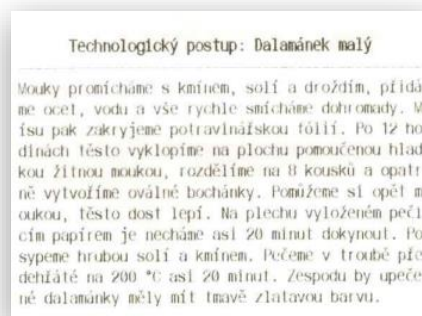 Technologický postup: Dalamánek malý
Mouky promícháme s kmínem, solí a droždím, přidá
me ocet, vodu a vše rychle smícháme dohromady. M
ísu pak zakryjeme potravinářskou fólií. Po 12 ho
dinách těsto vyklopíme na plochu pomoučenou hlad
kou žitnou moukou, rozdělíme na 8 kousků a opatr
ně vytvoříme oválné bochánky. Pomůžeme si opět m
oukou, těsto dost lepí. Na plechu vyloženém peči
cím papírem je necháme asi 20 minut dokynout. Po
sypeme hrubou solí a kmínem. Pečeme v troubě pře
dehřáté na 200 °C asi 20 minut. Zespodu by upeče
né dalamánky měly mít tmavě zlatavou barvu.